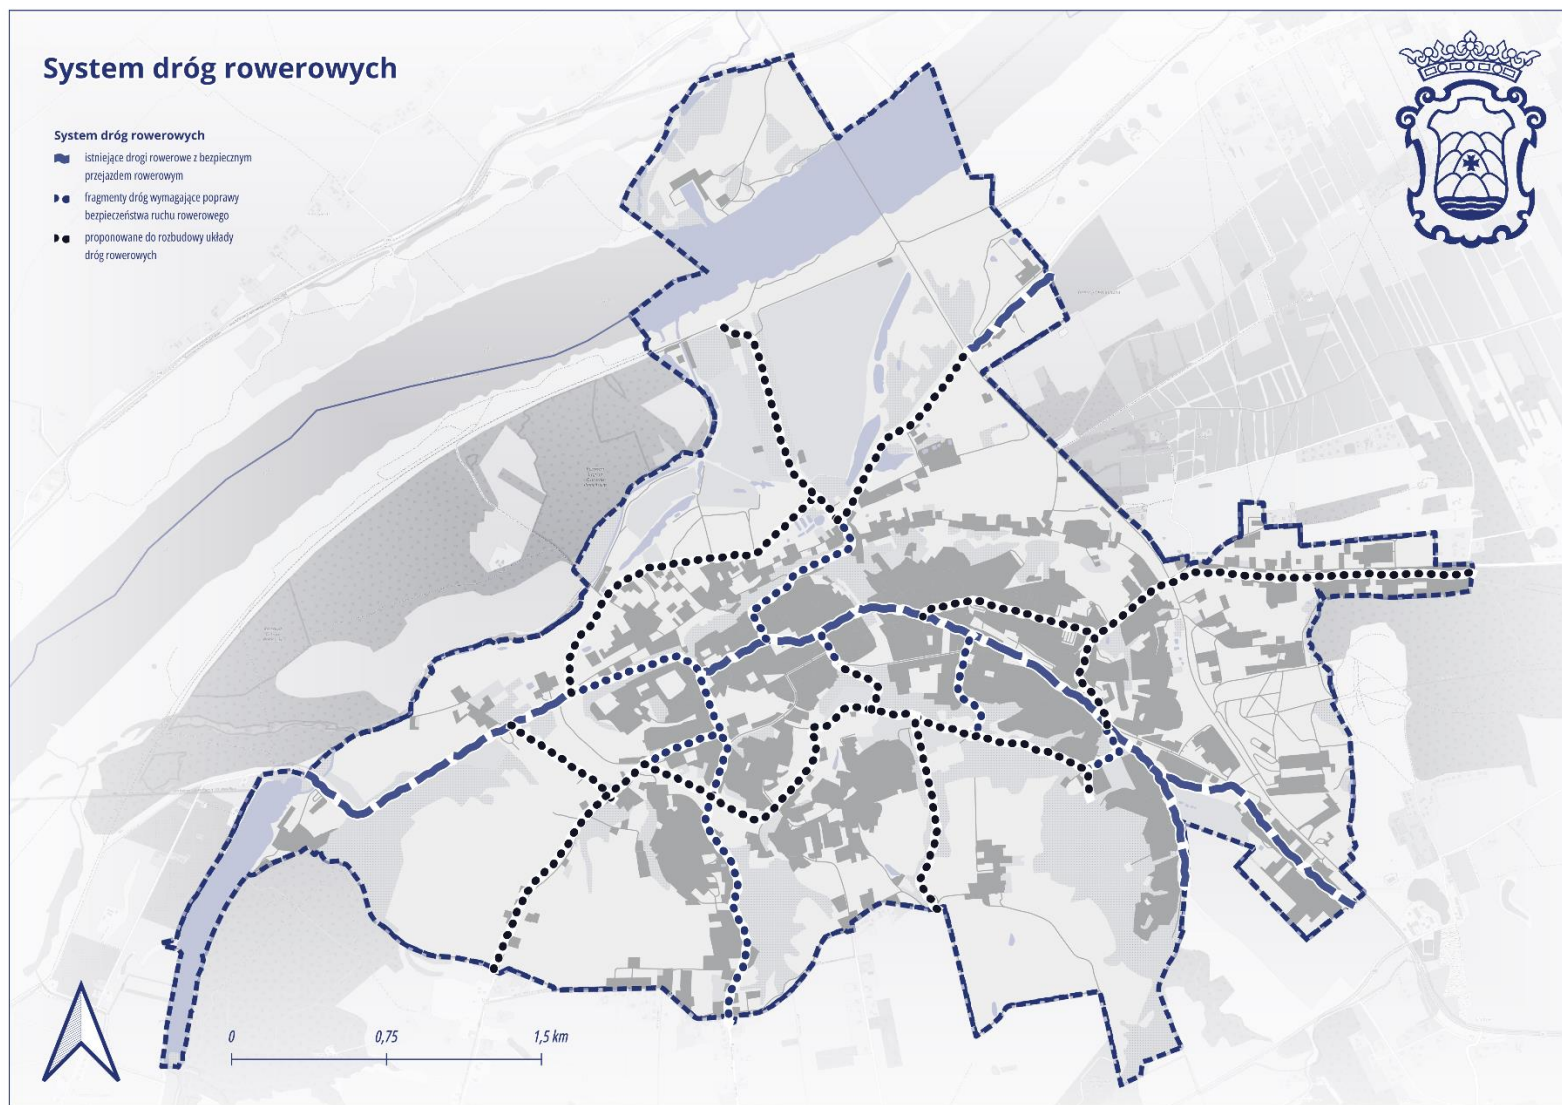 System dróg rowerowych
System dróg rowerowych
istniejące drogi rowerowe z bezpiecznym
przejazdem rowerowym
fragmenty dróg wymagające poprawy
bezpieczeństwa ruchu rowerowego
proponowane do rozbudowy układy
dróg rowerowych
0
0,75
1,5 km